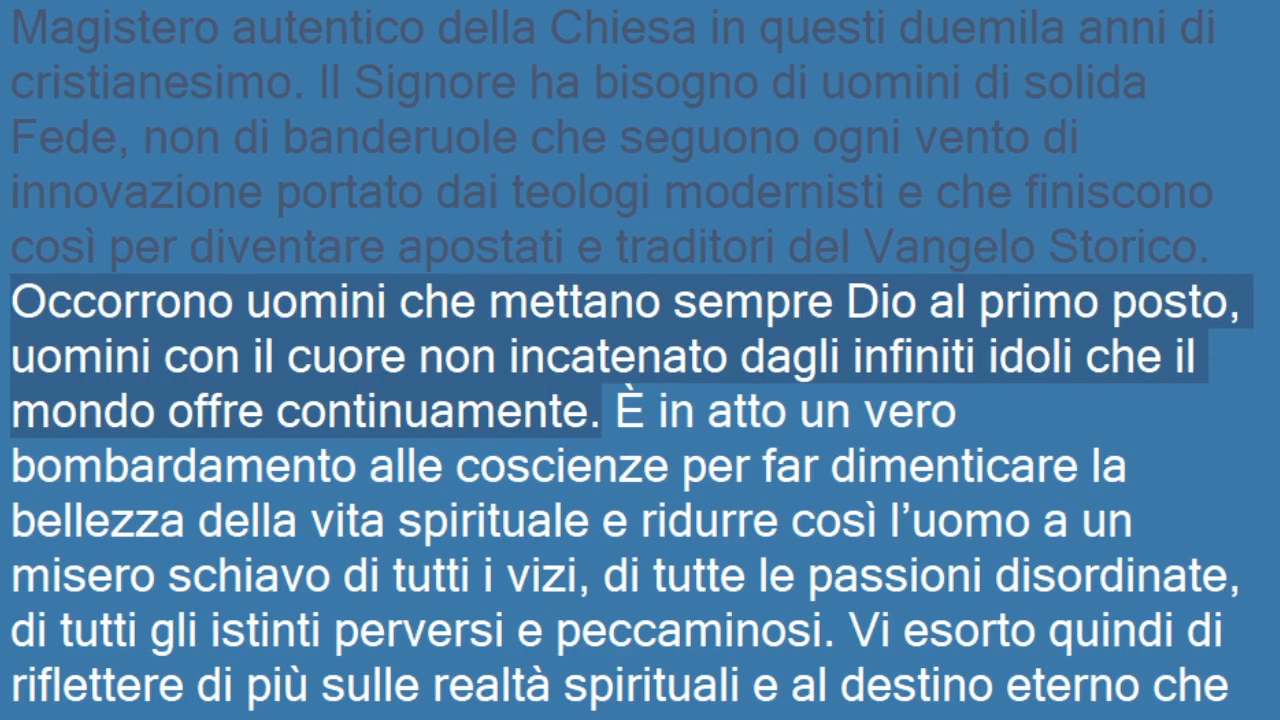 Magistero autentico della Chiesa in questi duemila anni di
cristianesimo. Il Signore ha bisogno di uomini di solida
Fede, non di banderuole che seguono ogni vento di
innovazione portato dai teologi modernisti e che finiscono
così per diventare apostati e traditori del Vangelo Storico.
Occorrono uomini che mettano sempre Dio al primo posto,
uomini con il cuore non incatenato dagli infiniti idoli che il
mondo offre continuamente. È in atto un vero
bombardamento alle coscienze per far dimenticare la
bellezza della vita spirituale e ridurre così l’uomo a un
misero schiavo di tutti i vizi, di tutte le passioni disordinate,
di tutti gli istinti perversi e peccaminosi. Vi esorto quindi di
riflettere di più sulle realtà spirituali e al destino eterno che